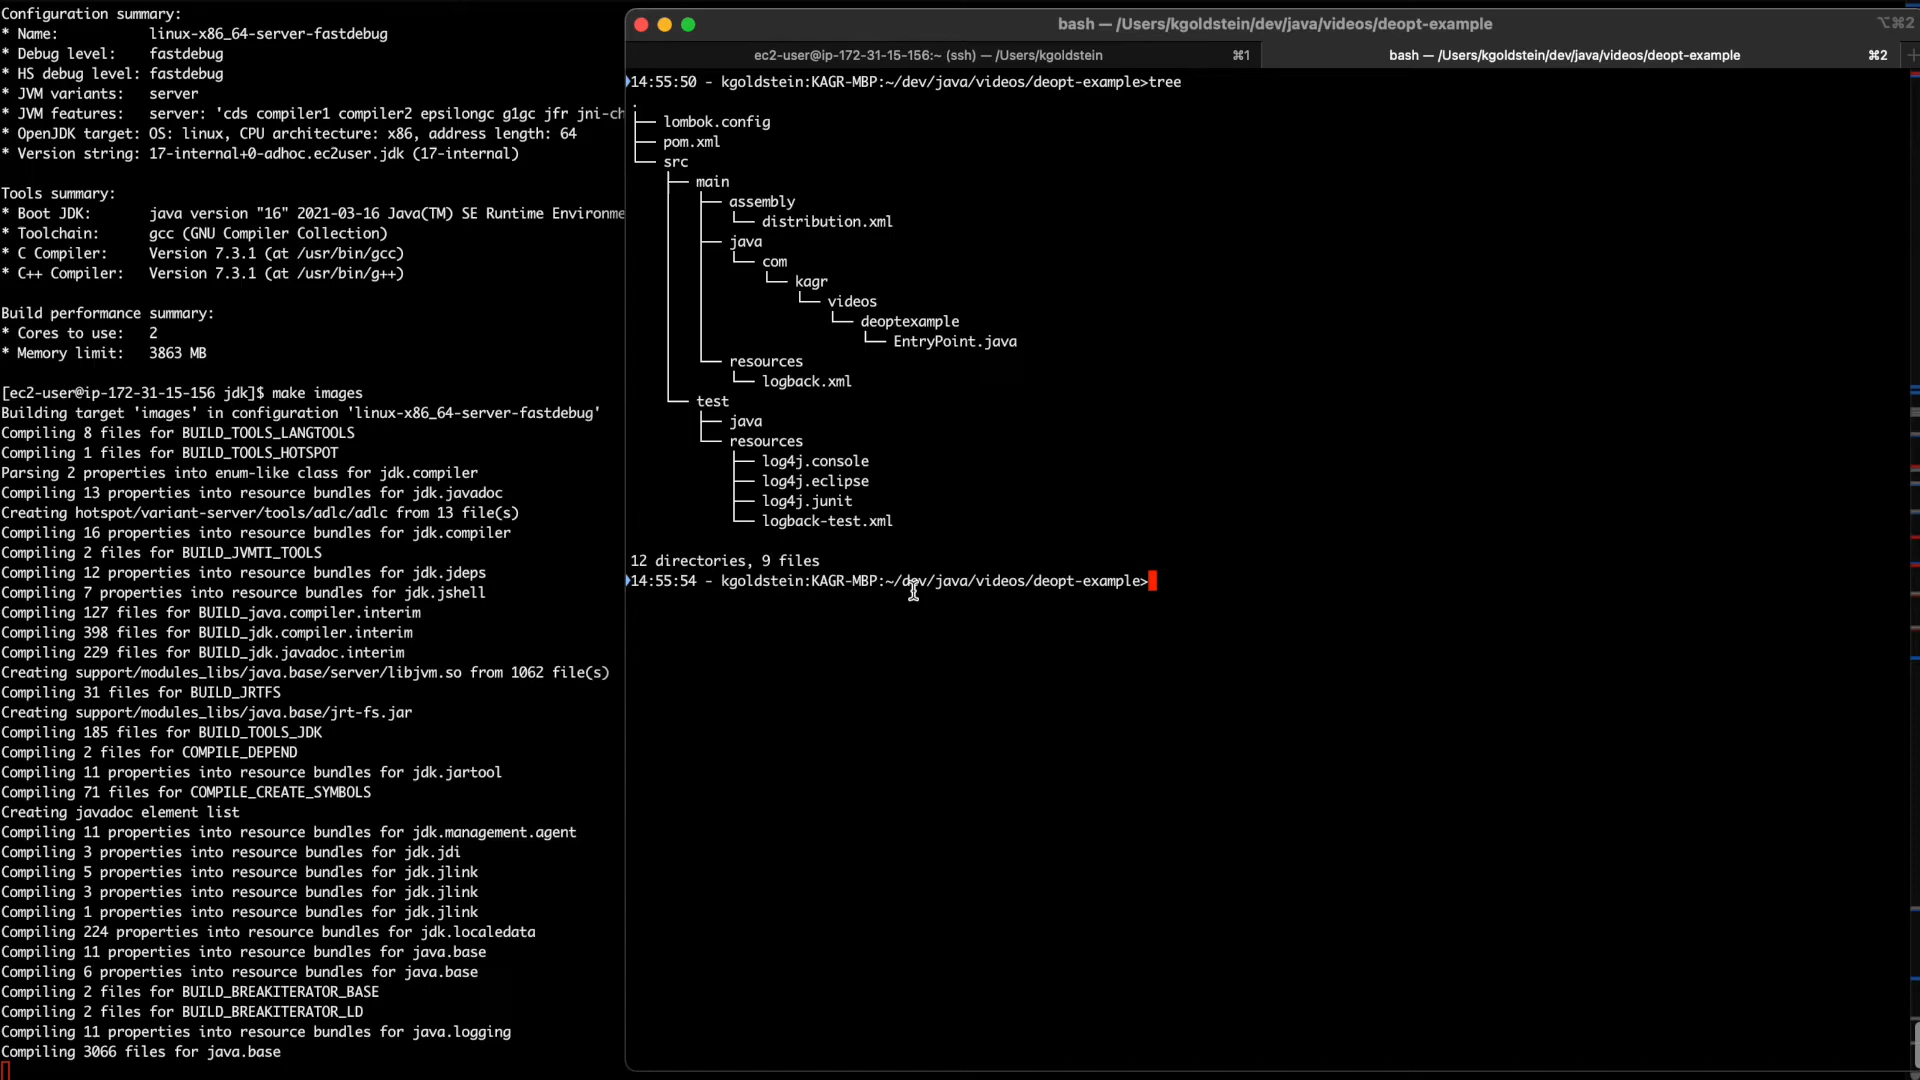 Configuration summary:
* Name:           linux-x86_64-server-fastdebug
* Debug level:    fastdebug
* HS debug level: fastdebug
* JVM variants:   server
* JVM features:   server: 'cds compiler1 compiler2 epsilongc g1gc jfr jni-ch
* OpenJDK target: OS: linux, CPU architecture: x86, address length: 64
* Version string: 17-internal+0-adhoc.ec2user.jdk (17-internal)
Tools summary:
* Boot JDK:       java version "16" 2021-03-16 Java(TM) SE Runtime Environme
* Toolchain:      gcc (GNU Compiler Collection)
* C Compiler:     Version 7.3.1 (at /usr/bin/gcc)
* C++ Compiler:   Version 7.3.1 (at /usr/bin/g++)
Build performance summary:
* Cores to use:   2
* Memory limit:   3863 MB
[ec2-user@ip-172-31-15-156 jdk]$ make images
Building target 'images' in configuration 'linux-x86_64-server-fastdebug'
Compiling 8 files for BUILD_TOOLS_LANGTOOLS
Compiling 1 files for BUILD_TOOLS_HOTSPOT
Parsing 2 properties into enum-like class for jdk.compiler
Compiling 13 properties into resource bundles for jdk.javadoc
Creating hotspot/variant-server/tools/adlc/adlc from 13 file(s)
Compiling 16 properties into resource bundles for jdk.compiler
Compiling 2 files for BUILD_JVMTI_TOOLS
Compiling 12 properties into resource bundles for jdk.jdeps
Compiling 7 properties into resource bundles for jdk.jshell
Compiling 127 files for BUILD_java.compiler.interim
Compiling 398 files for BUILD_jdk.compiler.interim
Compiling 229 files for BUILD_jdk.javadoc.interim
Creating support/modules_libs/java.base/server/libjvm.so from 1062 file(s)
Compiling 31 files for BUILD_JRTFS
Creating support/modules_libs/java.base/jrt-fs.jar
Compiling 185 files for BUILD_TOOLS_JDK
Compiling 2 files for COMPILE_DEPEND
Compiling 11 properties into resource bundles for jdk.jartool
Compiling 71 files for COMPILE_CREATE_SYMBOLS
Creating javadoc element list
Compiling 11 properties into resource bundles for jdk.management.agent
Compiling 3 properties into resource bundles for jdk.jdi
Compiling 5 properties into resource bundles for jdk.jlink
Compiling 3 properties into resource bundles for jdk.jlink
Compiling 1 properties into resource bundles for jdk.jlink
Compiling 224 properties into resource bundles for jdk.localedata
Compiling 11 properties into resource bundles for java.base
Compiling 6 properties into resource bundles for java.base
Compiling 2 files for BUILD_BREAKITERATOR_BASE
Compiling 2 files for BUILD_BREAKITERATOR_LD
Compiling 11 properties into resource bundles for java.logging
Compiling 3066 files for java.base
bash — /Users/kgoldstein/dev/java/videos/deopt-example ⌥⌘2
ec2-user@ip-172-31-15-156:~ (ssh) — /Users/kgoldstein ⌘1
bash — /Users/kgoldstein/dev/java/videos/deopt-example ⌘2
14:55:50 - kgoldstein:KAGR-MBP:~/dev/java/videos/deopt-example>tree
.
├── lombok.config
├── pom.xml
└── src
    ├── main
    │   ├── assembly
    │   │   └── distribution.xml
    │   ├── java
    │   │   └── com
    │   │       └── kagr
    │   │           └── videos
    │   │               └── deoptexample
    │   │                   └── EntryPoint.java
    │   └── resources
    │       └── logback.xml
    └── test
        ├── java
        └── resources
            ├── log4j.console
            ├── log4j.eclipse
            ├── log4j.junit
            └── logback-test.xml
12 directories, 9 files
14:55:54 - kgoldstein:KAGR-MBP:~/dev/java/videos/deopt-example>